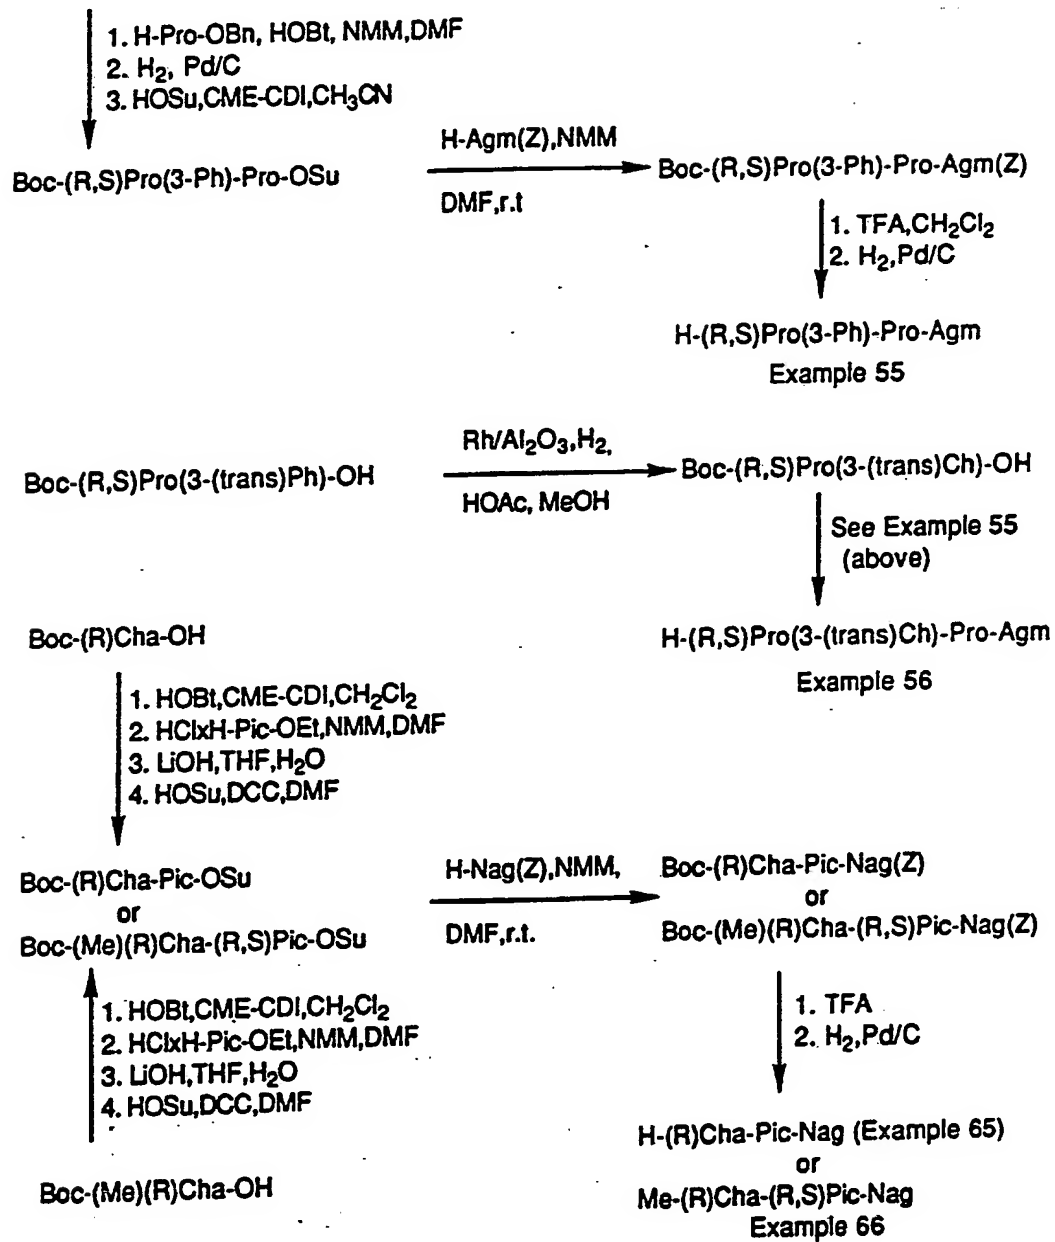 1. H-Pro-OBn, HOBt, NMM,DMF
2. H2, Pd/C
3. HOSu,CME-CDI,CH3CN
Boc-(R,S)Pro(3-Ph)-Pro-OSu
H-Agm(Z),NMM
DMF,r.t
Boc-(R,S)Pro(3-Ph)-Pro-Agm(Z)
1. TFA,CH2Cl2
2. H2,Pd/C
H-(R,S)Pro(3-Ph)-Pro-Agm
Example 55
Boc-(R,S)Pro(3-(trans)Ph)-OH
Rh/Al2O3,H2,
HOAc, MeOH
Boc-(R,S)Pro(3-(trans)Ch)-OH
See Example 55
(above)
H-(R,S)Pro(3-(trans)Ch)-Pro-Agm
Example 56
Boc-(R)Cha-OH
1. HOBt,CME-CDI,CH2Cl2
2. HClxH-Pic-OEt,NMM,DMF
3. LiOH,THF,H2O
4. HOSu,DCC,DMF
Boc-(R)Cha-Pic-OSu
or
Boc-(Me)(R)Cha-(R,S)Pic-OSu
H-Nag(Z),NMM,
DMF,r.t.
Boc-(R)Cha-Pic-Nag(Z)
or
Boc-(Me)(R)Cha-(R,S)Pic-Nag(Z)
1. HOBt,CME-CDI,CH2Cl2
2. HClxH-Pic-OEt,NMM,DMF
3. LiOH,THF,H2O
4. HOSu,DCC,DMF
Boc-(Me)(R)Cha-OH
1. TFA
2. H2,Pd/C
H-(R)Cha-Pic-Nag (Example 65)
or
Me-(R)Cha-(R,S)Pic-Nag
Example 66